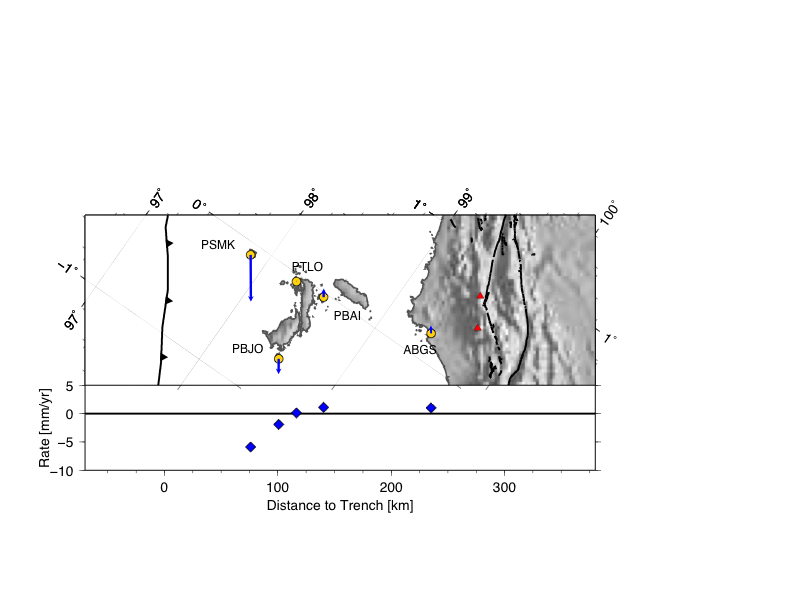 97° 0° 98° 1° 99° 100°
PSMK
PTLO
−1°
PBAI
97°
1°
PBJO
ABGS
5
0
−5
−10
Rate [mm/yr]
0 100 200 300
Distance to Trench [km]